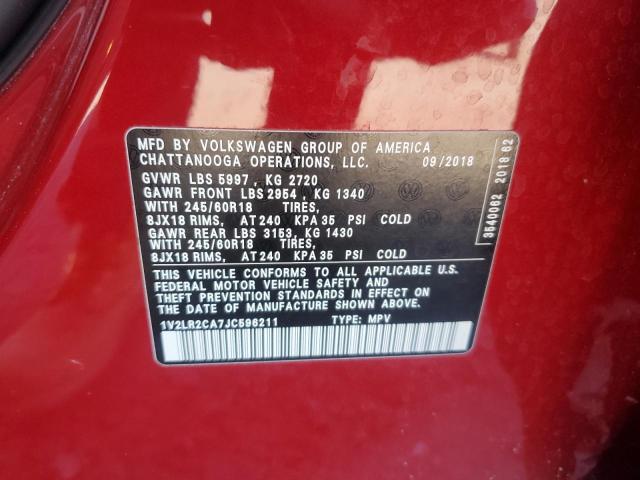 MFD BY VOLKSWAGEN GROUP OF AMERICA
CHATTANOOGA OPERATIONS, LLC. 09/2018
GVWR LBS 5997, KG 2720
GAWR FRONT LBS 2954, KG 1340
WITH 245/60R18 TIRES,
8JX18 RIMS, AT 240 KPA 35 PSI COLD
GAWR REAR LBS 3153, KG 1430
WITH 245/60R18 TIRES,
8JX18 RIMS, AT 240 KPA 35 PSI COLD
THIS VEHICLE CONFORMS TO ALL APPLICABLE U.S.
FEDERAL MOTOR VEHICLE SAFETY AND
THEFT PREVENTION STANDARDS IN EFFECT ON
THE DATE OF MANUFACTURE SHOWN ABOVE.
1V2LR2CA7JC596211 TYPE: MPV
3540062 2018 62